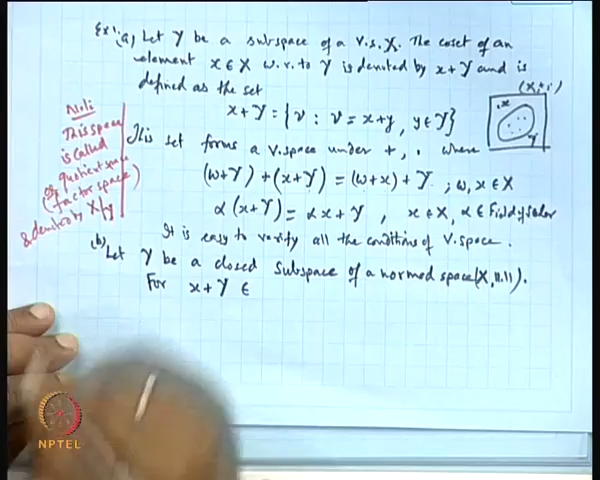 Ex: (a) Let Y be a subspace of a v.s. X. The coset of an
element x ∈ X w.r. to Y is denoted by x+Y and is
defined as the set
(X, +, ·)
x
Y
x+Y = {v : v = x+y, y ∈ Y}
This set forms a v.space under +, . where
(w+Y) + (x+Y) = (w+x) + Y ; w, x ∈ X
α(x+Y) = αx+Y, x ∈ X, α ∈ Field of scalar
It is easy to verify all the conditions of V. space.
Note
This space
is called
quotient space
or (factor space)
& denoted by X/Y
(b) Let Y be a closed subspace of a normed space (X, ||.||).
For x+Y ∈
NPTEL